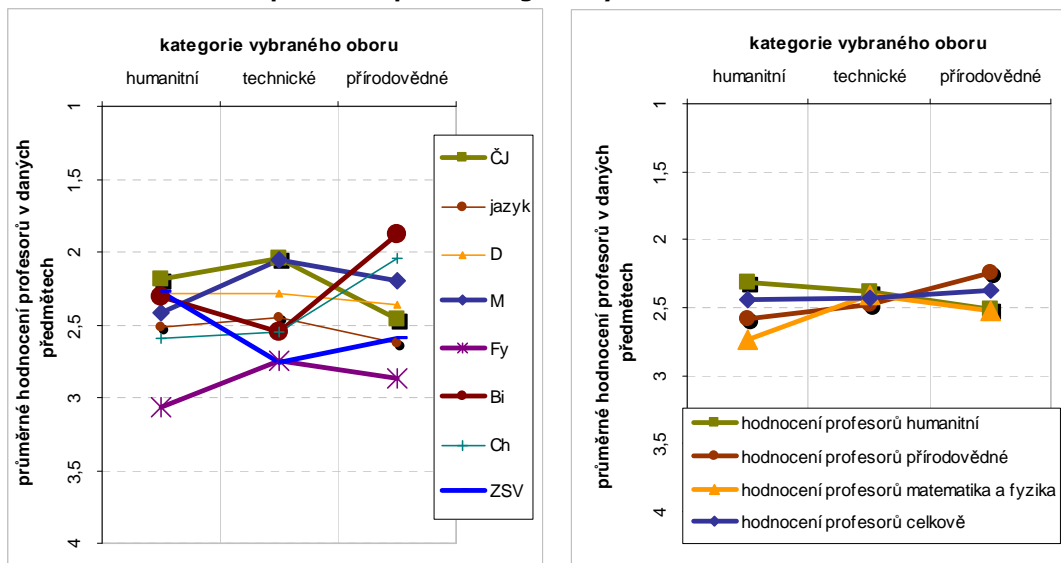 kategorie vybraného oboru
humanitní technické přírodovědné
průměrné hodnocení profesorů v daných
předmětech
1
1,5
2
2,5
3
3,5
4
ČJ
jazyk
D
M
Fy
Bi
Ch
ZSV
kategorie vybraného oboru
humanitní technické přírodovědné
průměrné hodnocení profesorů v daných
předmětech
1
1,5
2
2,5
3
3,5
4
hodnocení profesorů humanitní
hodnocení profesorů přírodovědné
hodnocení profesorů matematika a fyzika
hodnocení profesorů celkově